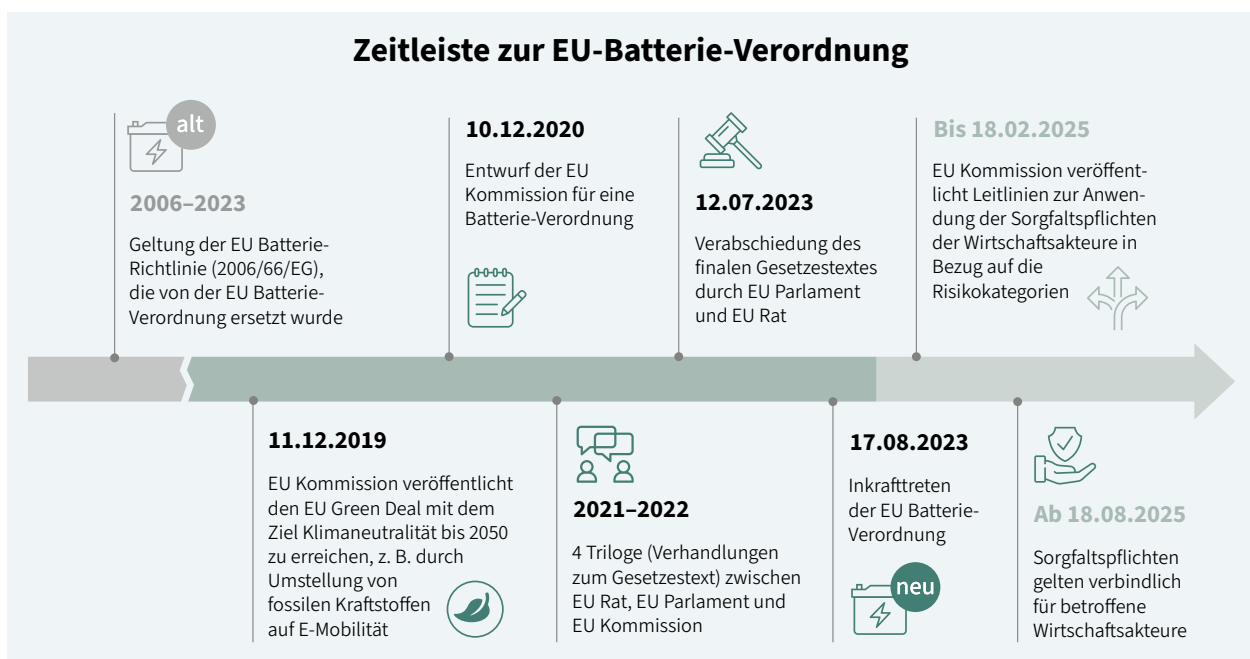 Zeitleiste zur EU-Batterie-Verordnung
alt
2006–2023
Geltung der EU Batterie-
Richtlinie (2006/66/EG),
die von der EU Batterie-
Verordnung ersetzt wurde
11.12.2019
EU Kommission veröffentlicht
den EU Green Deal mit dem
Ziel Klimaneutralität bis 2050
zu erreichen, z. B. durch
Umstellung von
fossilen Kraftstoffen
auf E-Mobilität
10.12.2020
Entwurf der EU
Kommission für eine
Batterie-Verordnung
2021–2022
4 Triloge (Verhandlungen
zum Gesetzestext) zwischen
EU Rat, EU Parlament und
EU Kommission
12.07.2023
Verabschiedung des
finalen Gesetzestextes
durch EU Parlament
und EU Rat
17.08.2023
Inkrafttreten
der EU Batterie-
Verordnung
neu
Bis 18.02.2025
EU Kommission veröffent-
licht Leitlinien zur Anwen-
dung der Sorgfaltspflichten
der Wirtschaftsakteure in
Bezug auf die
Risikokategorien
Ab 18.08.2025
Sorgfaltspflichten
gelten verbindlich
für betroffene
Wirtschaftsakteure